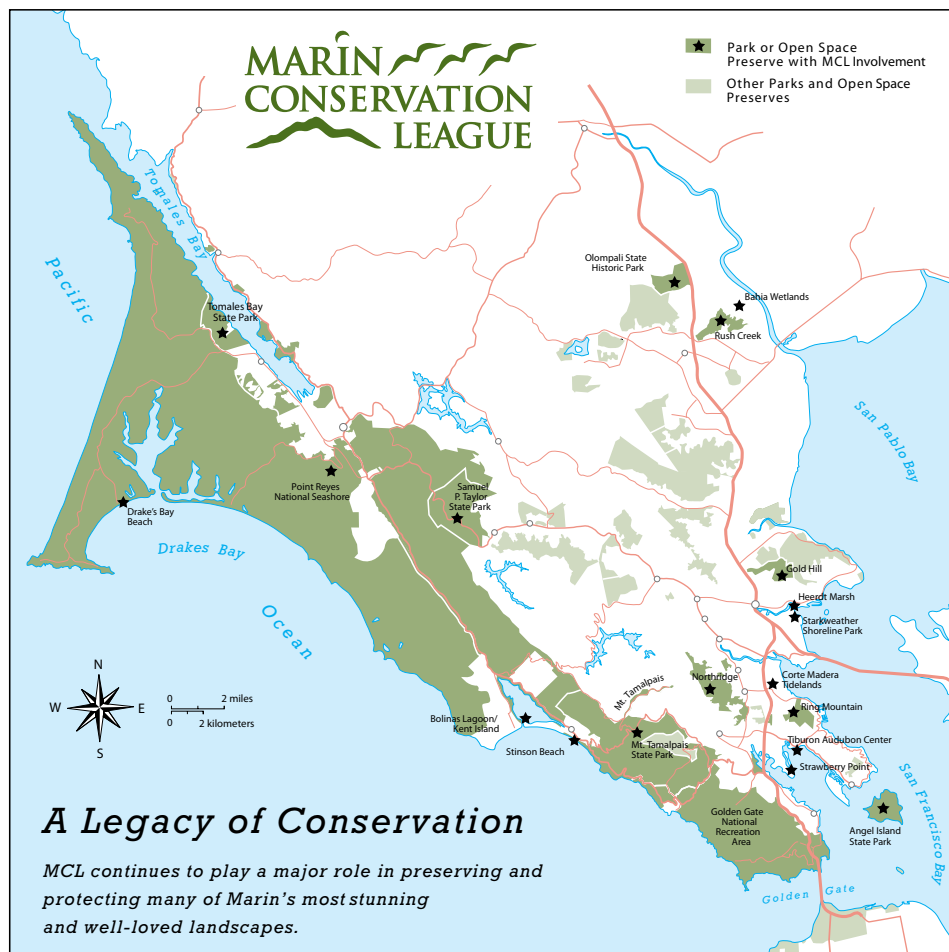 MARIN
CONSERVATION
LEAGUE
Park or Open Space
Preserve with MCL Involvement
Other Parks and Open Space
Preserves
Tomales Bay
Pacific
Olompali State
Historic Park
Bahia Wetlands
Rush Creek
Tomales Bay
State Park
San Pablo Bay
Point Reyes
National Seashore
Samuel
P. Taylor
State Park
Drake's Bay
Beach
Drakes Bay
Ocean
Gold Hill
Heerdt Marsh
Starkweather
Shoreline Park
N
W
E
S
0
2 miles
0
2 kilometers
Mt. Tamalpais
Northridge
Corte Madera
Tidelands
Ring Mountain
Bolinas Lagoon/
Kent Island
Stinson Beach
Mt. Tamalpais
State Park
Tiburon Audubon Center
Strawberry Point
San Francisco Bay
Golden Gate
National
Recreation
Area
Angel Island
State Park
Golden Gate
A Legacy of Conservation
MCL continues to play a major role in preserving and
protecting many of Marin's most stunning
and well-loved landscapes.